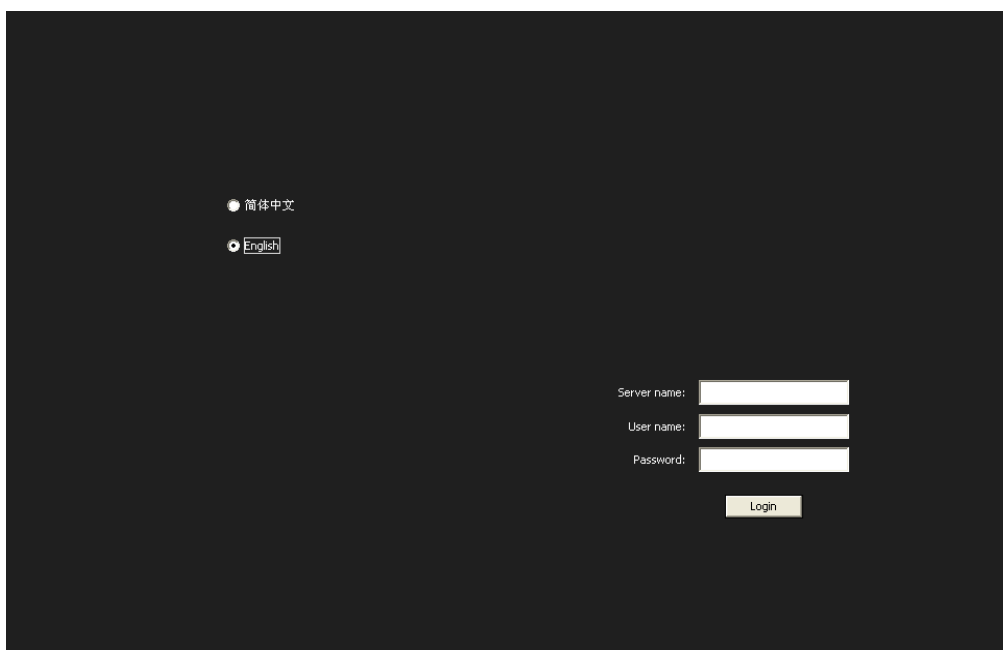 简体中文
English
Server name:
User name:
Password:
Login